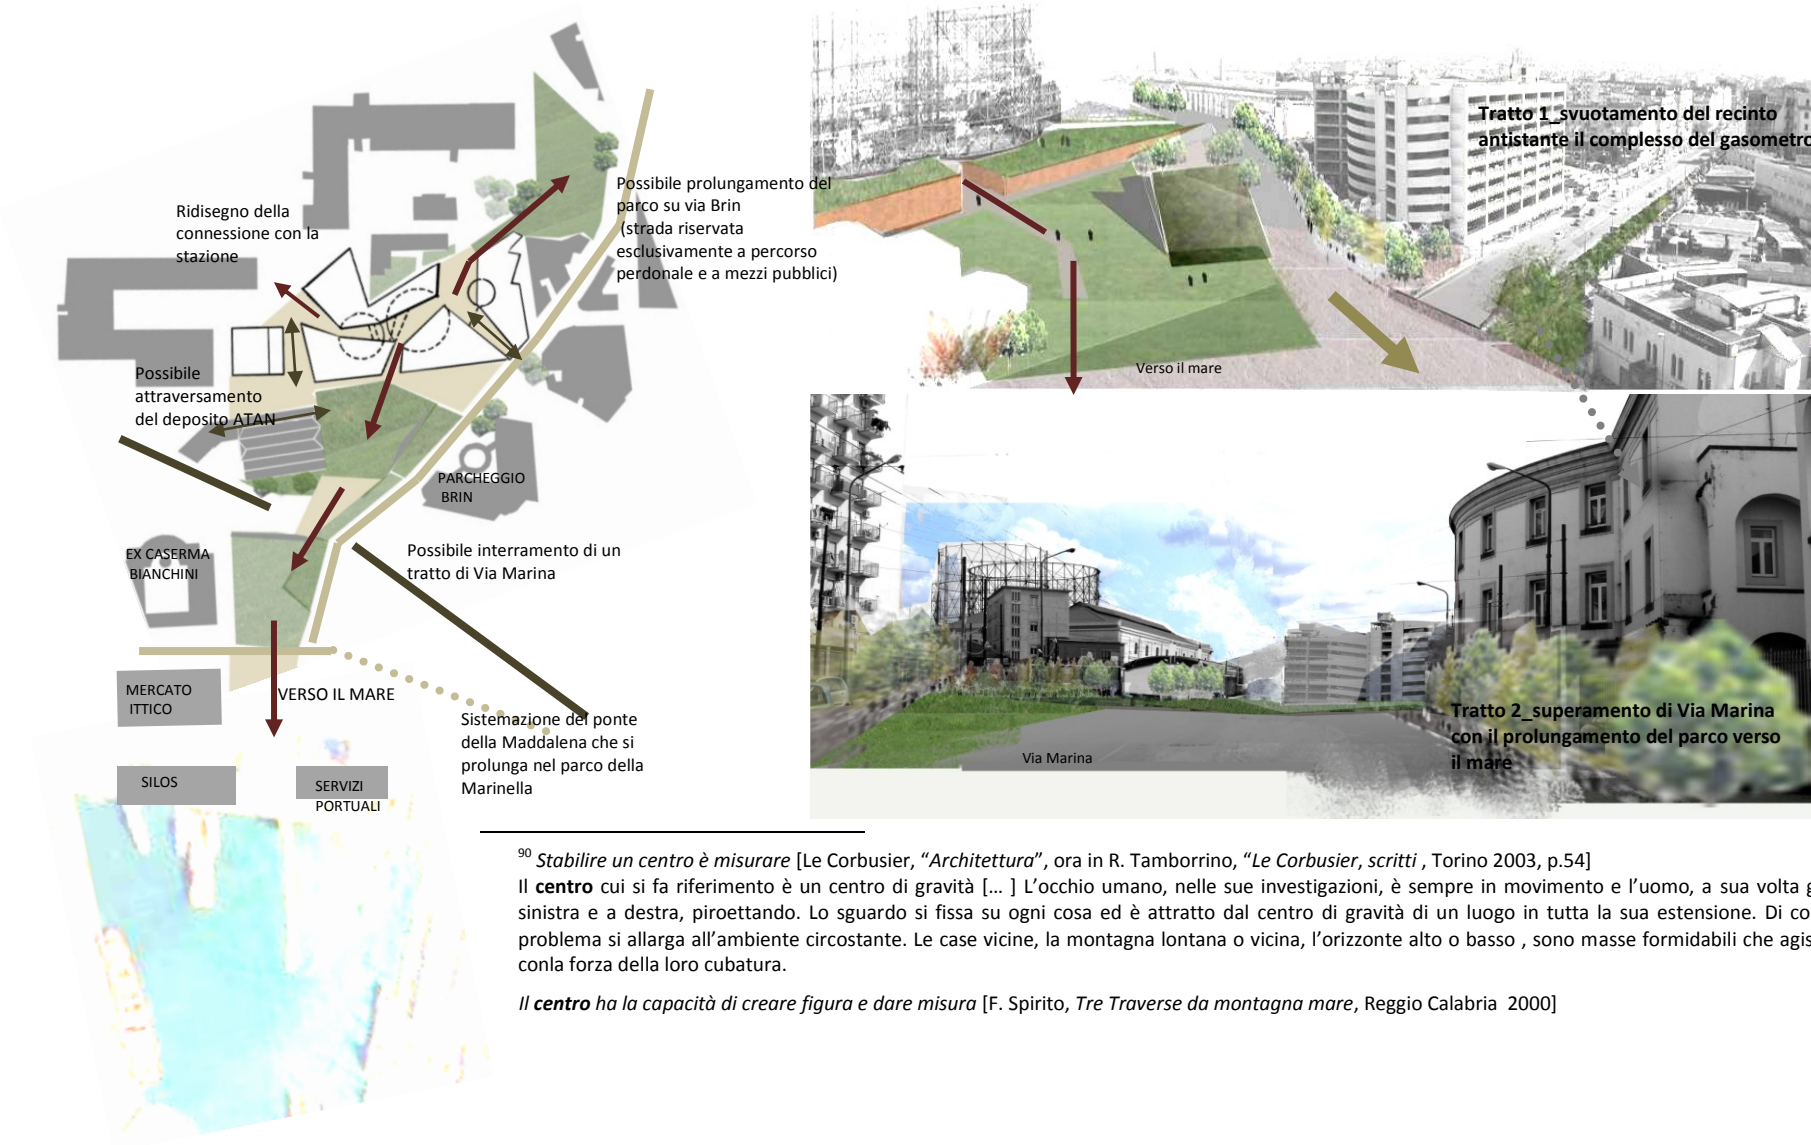 Ridisegno della
connessione con la
stazione
Possibile prolungamento del
parco su via Brin
(strada riservata
esclusivamente a percorso
perdonale e a mezzi pubblici)
Possibile
attraversamento
del deposito ATAN
PARCHEGGIO
BRIN
EX CASERMA
BIANCHINI
Possibile interramento di un
tratto di Via Marina
MERCATO
ITTICO
VERSO IL MARE
Sistemazione del ponte
della Maddalena che si
prolunga nel parco della
Marinella
SILOS
SERVIZI
PORTUALI
Tratto 1_svuotamento del recinto
antistante il complesso del gasometro
Verso il mare
Via Marina
Tratto 2_superamento di Via Marina
con il prolungamento del parco verso
il mare
90 Stabilire un centro è misurare [Le Corbusier, “Architettura”, ora in R. Tamborrino, “Le Corbusier, scritti , Torino 2003, p.54]
Il centro cui si fa riferimento è un centro di gravità [… ] L’occhio umano, nelle sue investigazioni, è sempre in movimento e l’uomo, a sua volta g
sinistra e a destra, piroettando. Lo sguardo si fissa su ogni cosa ed è attratto dal centro di gravità di un luogo in tutta la sua estensione. Di co
problema si allarga all’ambiente circostante. Le case vicine, la montagna lontana o vicina, l’orizzonte alto o basso , sono masse formidabili che agis
conla forza della loro cubatura.
Il centro ha la capacità di creare figura e dare misura [F. Spirito, Tre Traverse da montagna mare, Reggio Calabria 2000]